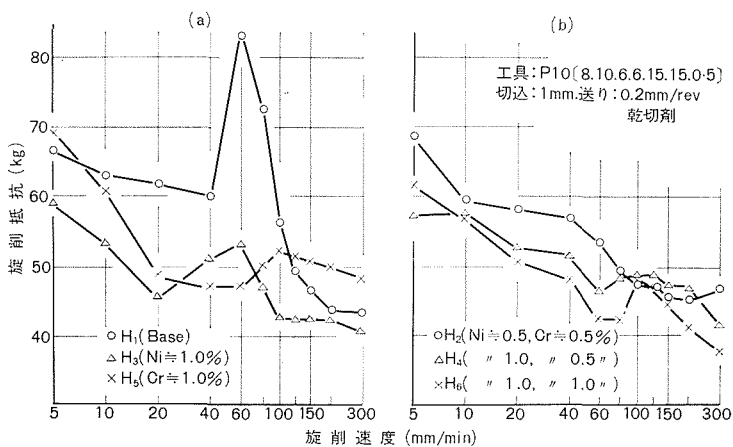 (a)
80
70
60
50
40
旋削抵抗 (kg)
○H₁(Base)
△H₃(Ni≒1.0%)
×H₅(Cr≒1.0%)
5 10 20 40 60 100 150 300
(b)
工具:P10〔8.10.6.6.15.15.0·5〕
切込:1mm.送り:0.2mm/rev
乾切剤
○H₂(Ni≒0.5,Cr≒0.5%)
△H₄( 〃 1.0, 〃 0.5〃)
×H₆( 〃 1.0, 〃 1.0〃)
5 10 20 40 60 100 150 300
旋削速度(mm/min)